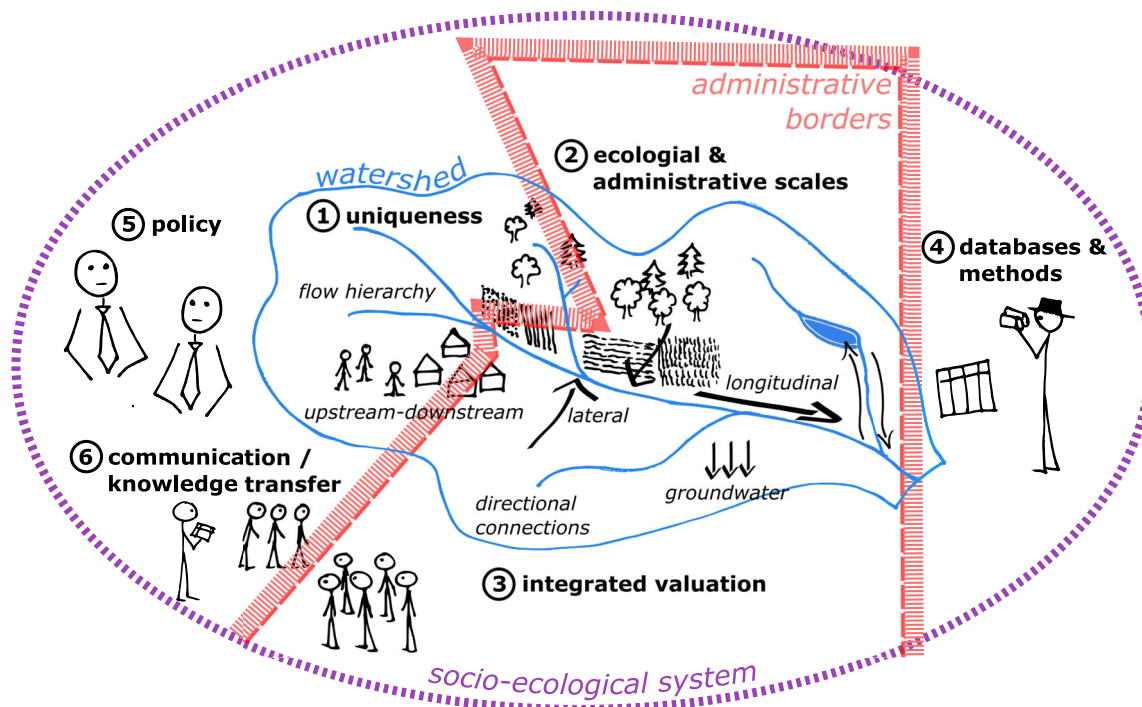 administrative
borders
2 ecologial &
administrative scales
watershed
1 uniqueness
5 policy
4 databases &
methods
flow hierarchy
longitudinal
upstream-downstream
lateral
6 communication /
knowledge transfer
groundwater
directional
connections
3 integrated valuation
socio-ecological system